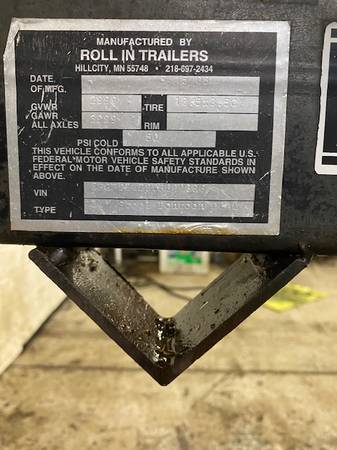 MANUFACTURED BY
ROLL IN TRAILERS
HILLCITY, MN 55748 • 218-697-2434
DATE
OF MFG.
GVWR TIRE
GAWR
ALL AXLES RIM
PSI COLD 50
THIS VEHICLE CONFORMS TO ALL APPLICABLE U.S.
FEDERAL MOTOR VEHICLE SAFETY STANDARDS IN
EFFECT ON THE DATE OF MANUFACTURE SHOWN
ABOVE.
VIN
TYPE